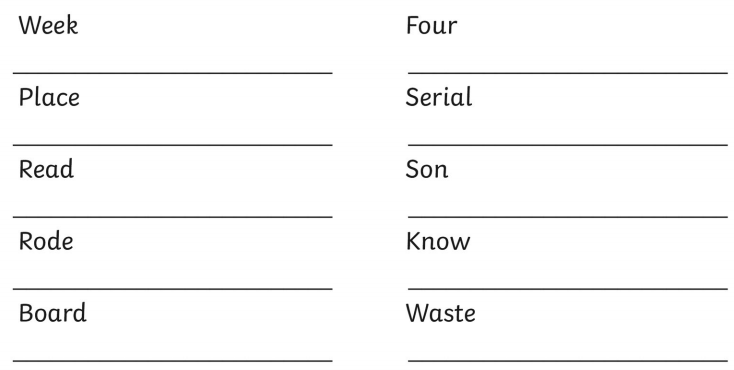 Week
Four
Place
Serial
Read
Son
Rode
Know
Board
Waste